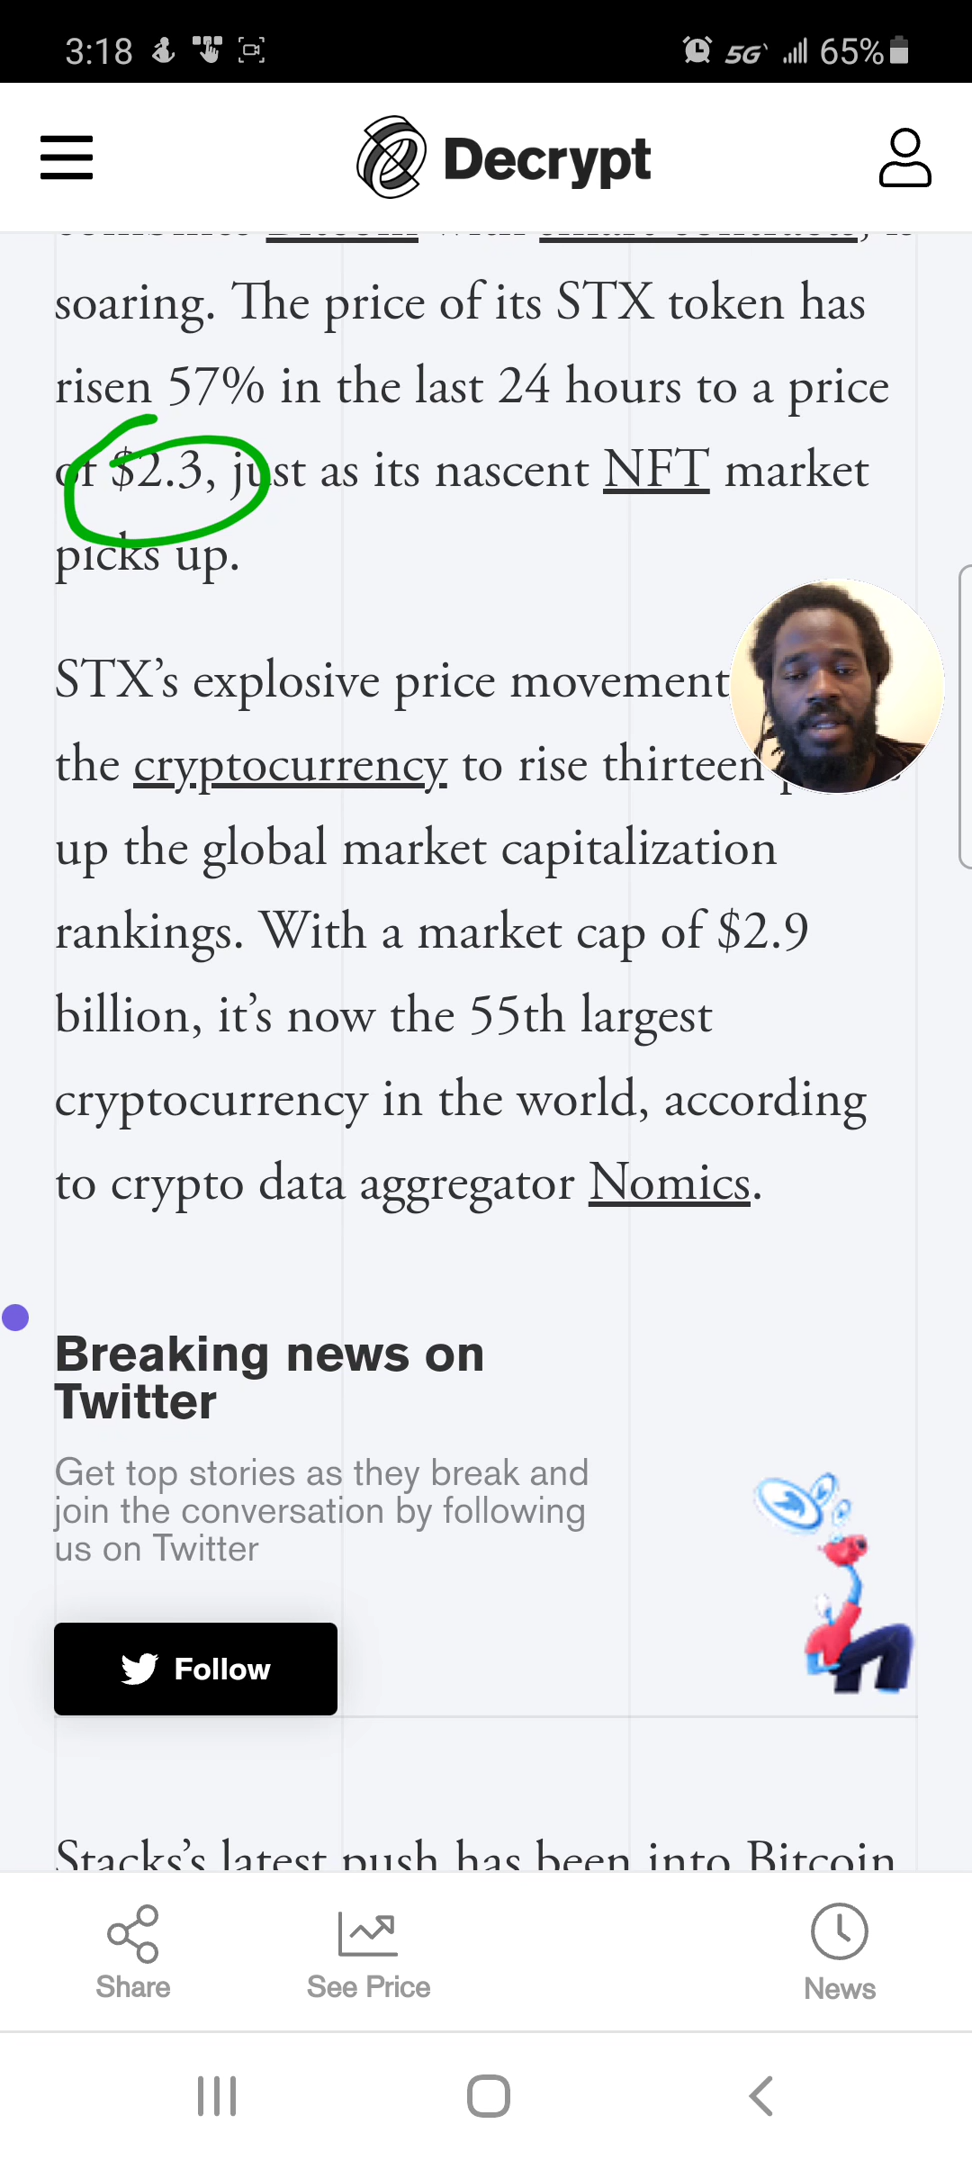 3:18
5G
65%
Decrypt
soaring. The price of its STX token has
risen 57% in the last 24 hours to a price
of $2.3, just as its nascent NFT market
picks up.
STX’s explosive price movement
the cryptocurrency to rise thirteen
up the global market capitalization
rankings. With a market cap of $2.9
billion, it’s now the 55th largest
cryptocurrency in the world, according
to crypto data aggregator Nomics.
Breaking news on
Twitter
Get top stories as they break and
join the conversation by following
us on Twitter
Follow
Stacks’s latest push has been into Bitcoin
Share
See Price
News